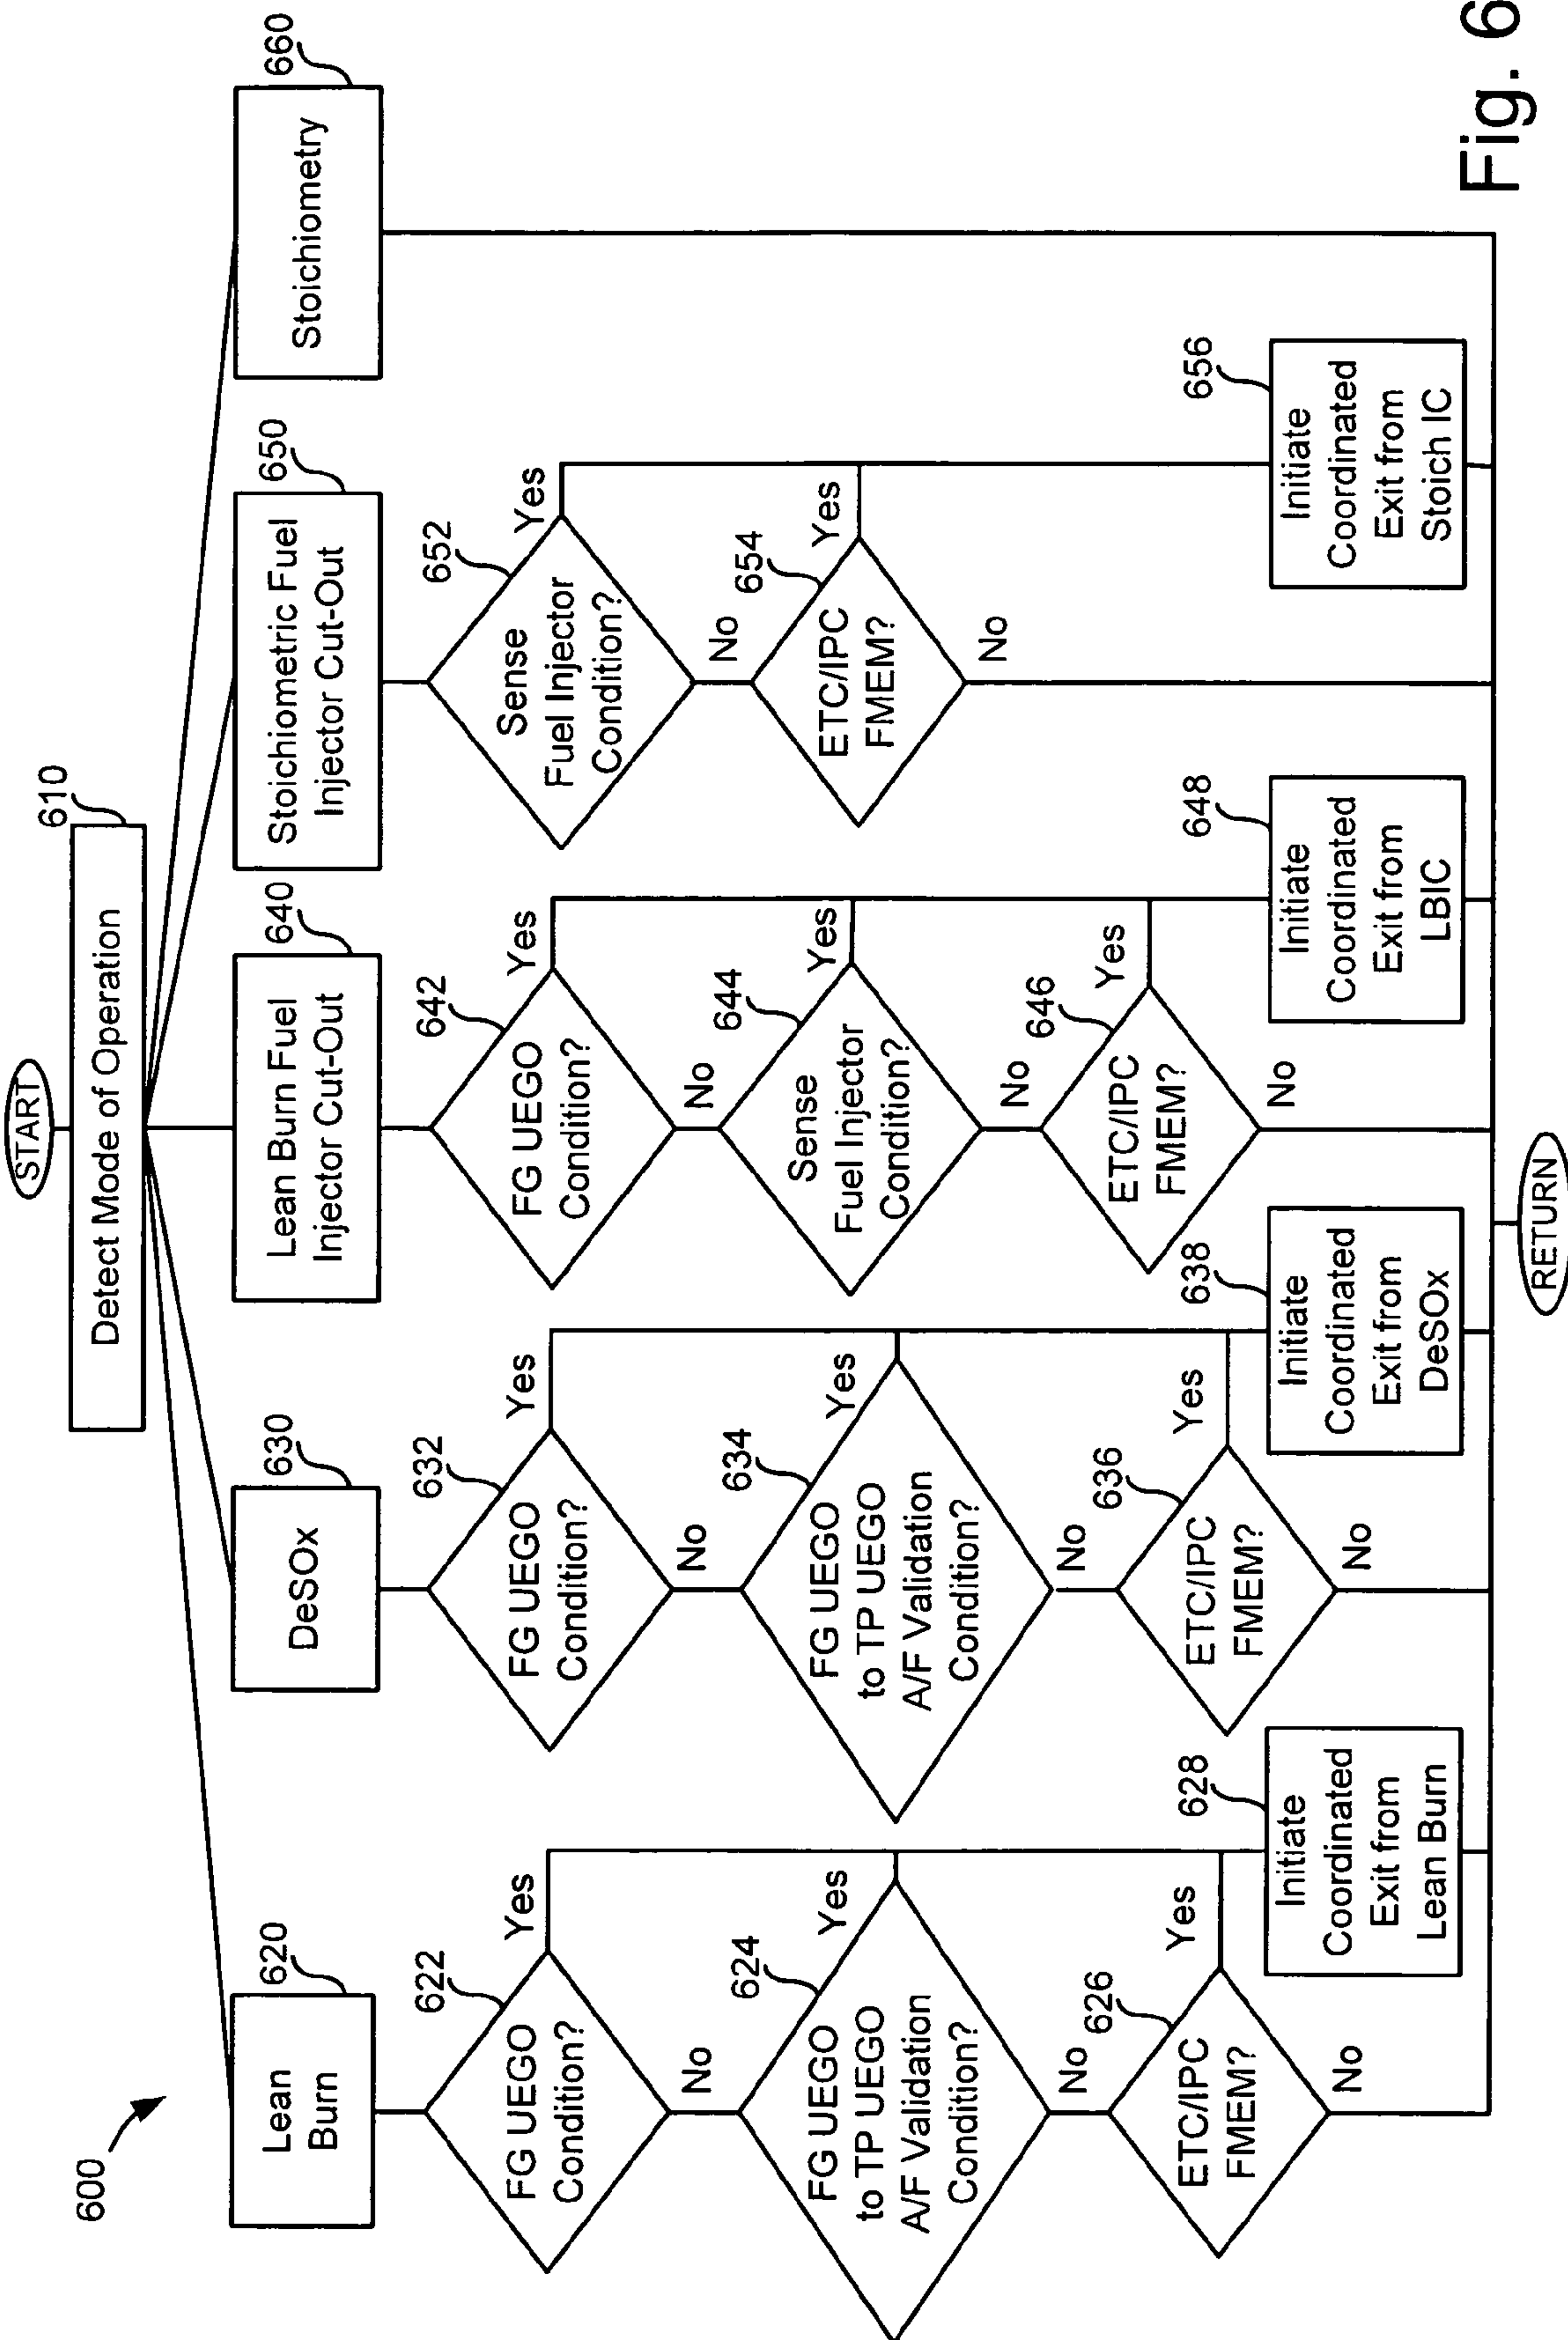 600
START
610
Detect Mode of Operation
620
Lean
Burn
622
FG UEGO
Condition?
Yes
No
624
FG UEGO
to TP UEGO
A/F Validation
Condition?
Yes
No
626
ETC/IPC
FMEM?
Yes
No
628
Initiate
Coordinated
Exit from
Lean Burn
630
DeSOx
632
FG UEGO
Condition?
Yes
No
634
FG UEGO
to TP UEGO
A/F Validation
Condition?
Yes
No
636
ETC/IPC
FMEM?
Yes
No
638
Initiate
Coordinated
Exit from
DeSOx
640
Lean Burn Fuel
Injector Cut-Out
642
FG UEGO
Condition?
Yes
No
644
Sense
Fuel Injector
Condition?
Yes
No
646
ETC/IPC
FMEM?
Yes
No
648
Initiate
Coordinated
Exit from
LBIC
650
Stoichiometric Fuel
Injector Cut-Out
652
Sense
Fuel Injector
Condition?
Yes
No
654
ETC/IPC
FMEM?
Yes
No
656
Initiate
Coordinated
Exit from
Stoich IC
660
Stoichiometry
RETURN
Fig. 6